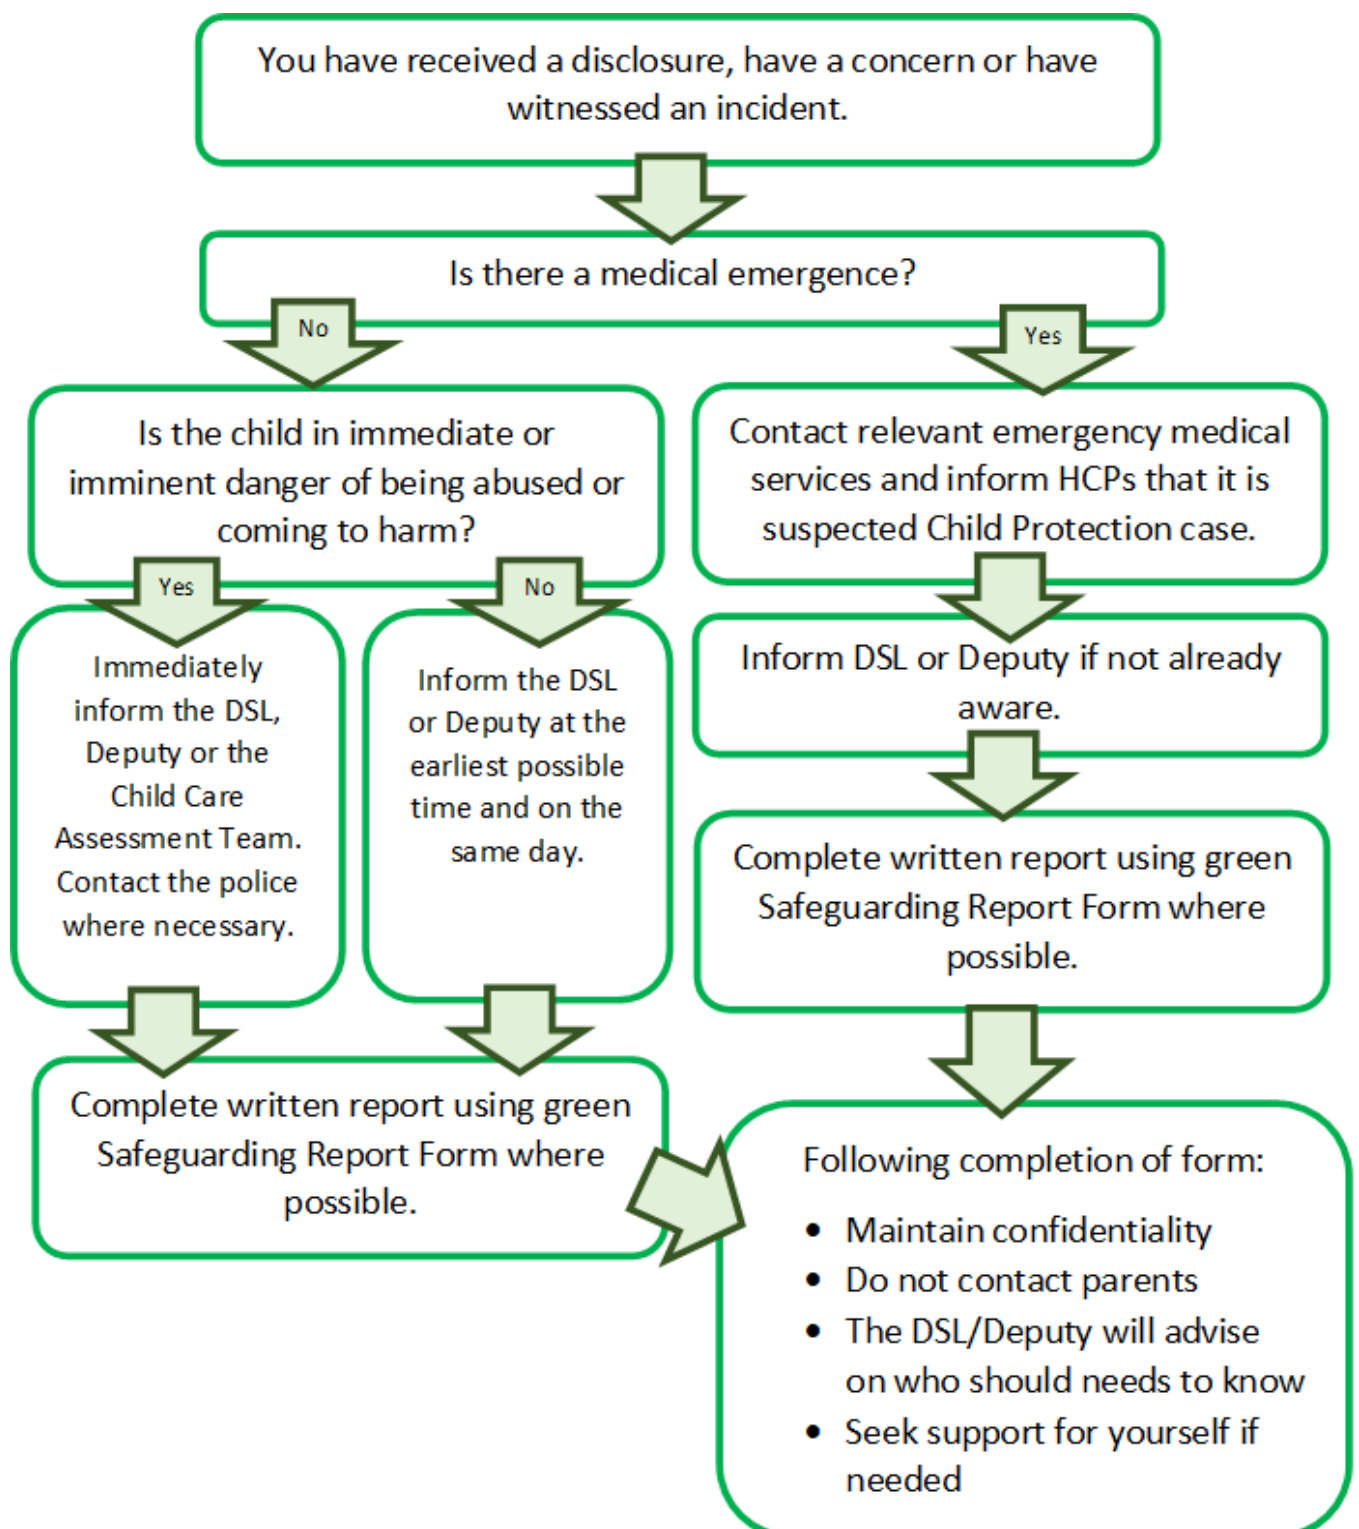 You have received a disclosure, have a concern or have
witnessed an incident.
Is there a medical emergence?
No
Yes
Is the child in immediate or
imminent danger of being abused or
coming to harm?
Contact relevant emergency medical
services and inform HCPs that it is
suspected Child Protection case.
Yes
No
Immediately
inform the DSL,
Deputy or the
Child Care
Assessment Team.
Contact the police
where necessary.
Inform the DSL
or Deputy at the
earliest possible
time and on the
same day.
Inform DSL or Deputy if not already
aware.
Complete written report using green
Safeguarding Report Form where
possible.
Complete written report using green
Safeguarding Report Form where
possible.
Following completion of form:
• Maintain confidentiality
• Do not contact parents
• The DSL/Deputy will advise
on who should needs to know
• Seek support for yourself if
needed